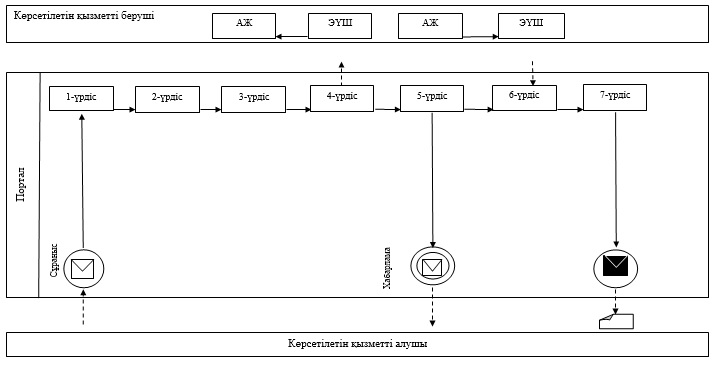 Көрсетілетін қызметті беруші
АЖ
ЭҮШ
АЖ
ЭҮШ
1-үрдіс
2-үрдіс
3-үрдіс
4-үрдіс
5-үрдіс
6-үрдіс
7-үрдіс
Портал
Сұраныс
Хабарлама
Көрсетілетін қызметті алушы